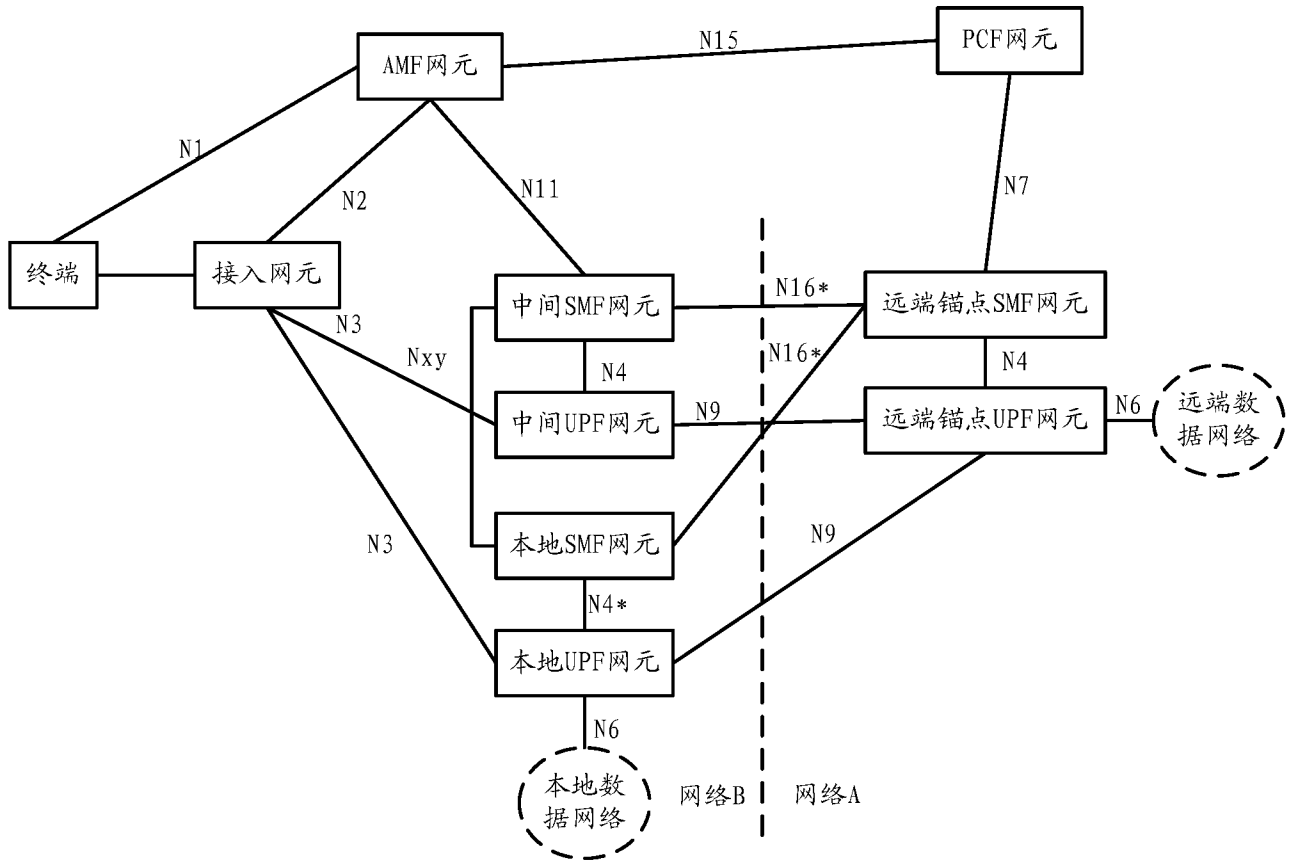 N15
PCF网元
AMF网元
N1
N2
N11
N7
终端
接入网元
N16*
中间SMF网元
远端锚点SMF网元
N3
Nxy
N16*
N4
N4
中间UPF网元
N9
远端锚点UPF网元
N6
远端数
据网络
N3
本地SMF网元
N9
N4*
本地UPF网元
N6
本地数
据网络
网络B
网络A